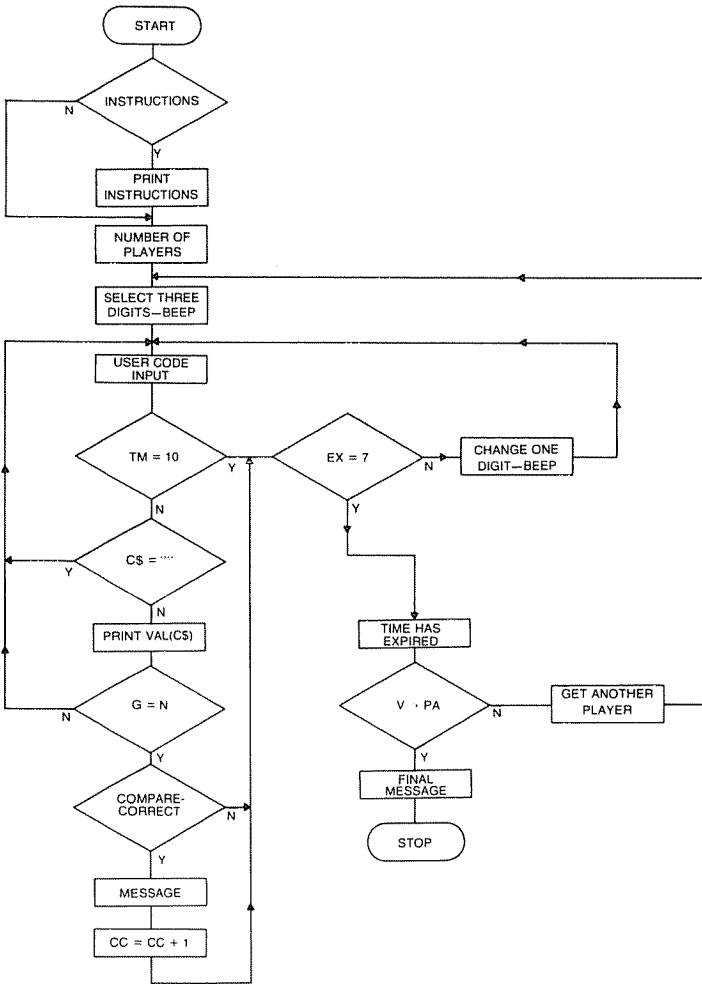 START
INSTRUCTIONS
N
Y
PRINT
INSTRUCTIONS
NUMBER OF
PLAYERS
SELECT THREE
DIGITS—BEEP
USER CODE
INPUT
TM = 10
Y
N
EX = 7
N
Y
CHANGE ONE
DIGIT—BEEP
C$ = ""
Y
N
PRINT VAL(C$)
TIME HAS
EXPIRED
G = N
N
Y
V > PA
N
Y
GET ANOTHER
PLAYER
COMPARE-
CORRECT
N
Y
FINAL
MESSAGE
STOP
MESSAGE
CC = CC + 1